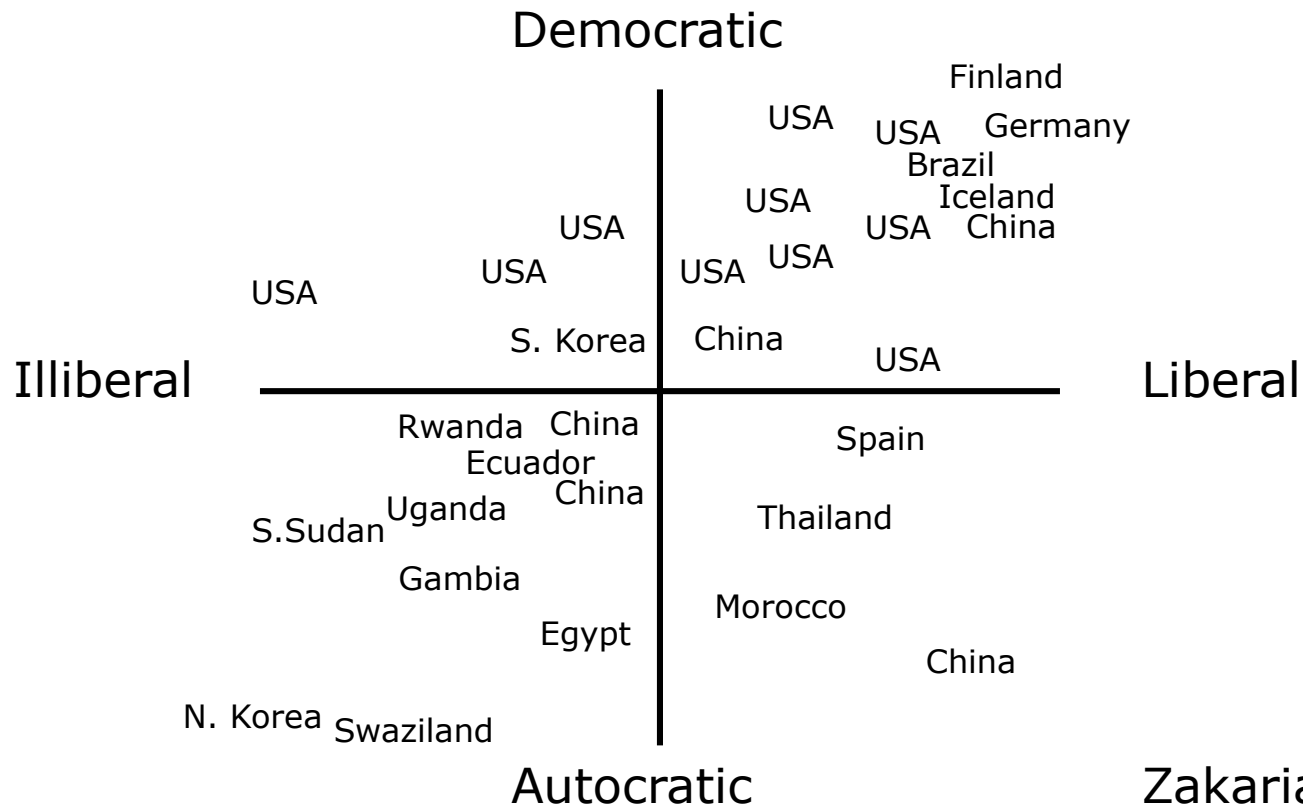 Democratic
Finland
USA
USA
Germany
Brazil
USA
Iceland
USA
USA
China
USA
USA
USA
USA
S. Korea
China
USA
Illiberal
Liberal
Rwanda
China
Spain
Ecuador
China
Uganda
Thailand
S.Sudan
Gambia
Morocco
Egypt
China
N. Korea
Swaziland
Autocratic
Zakaria